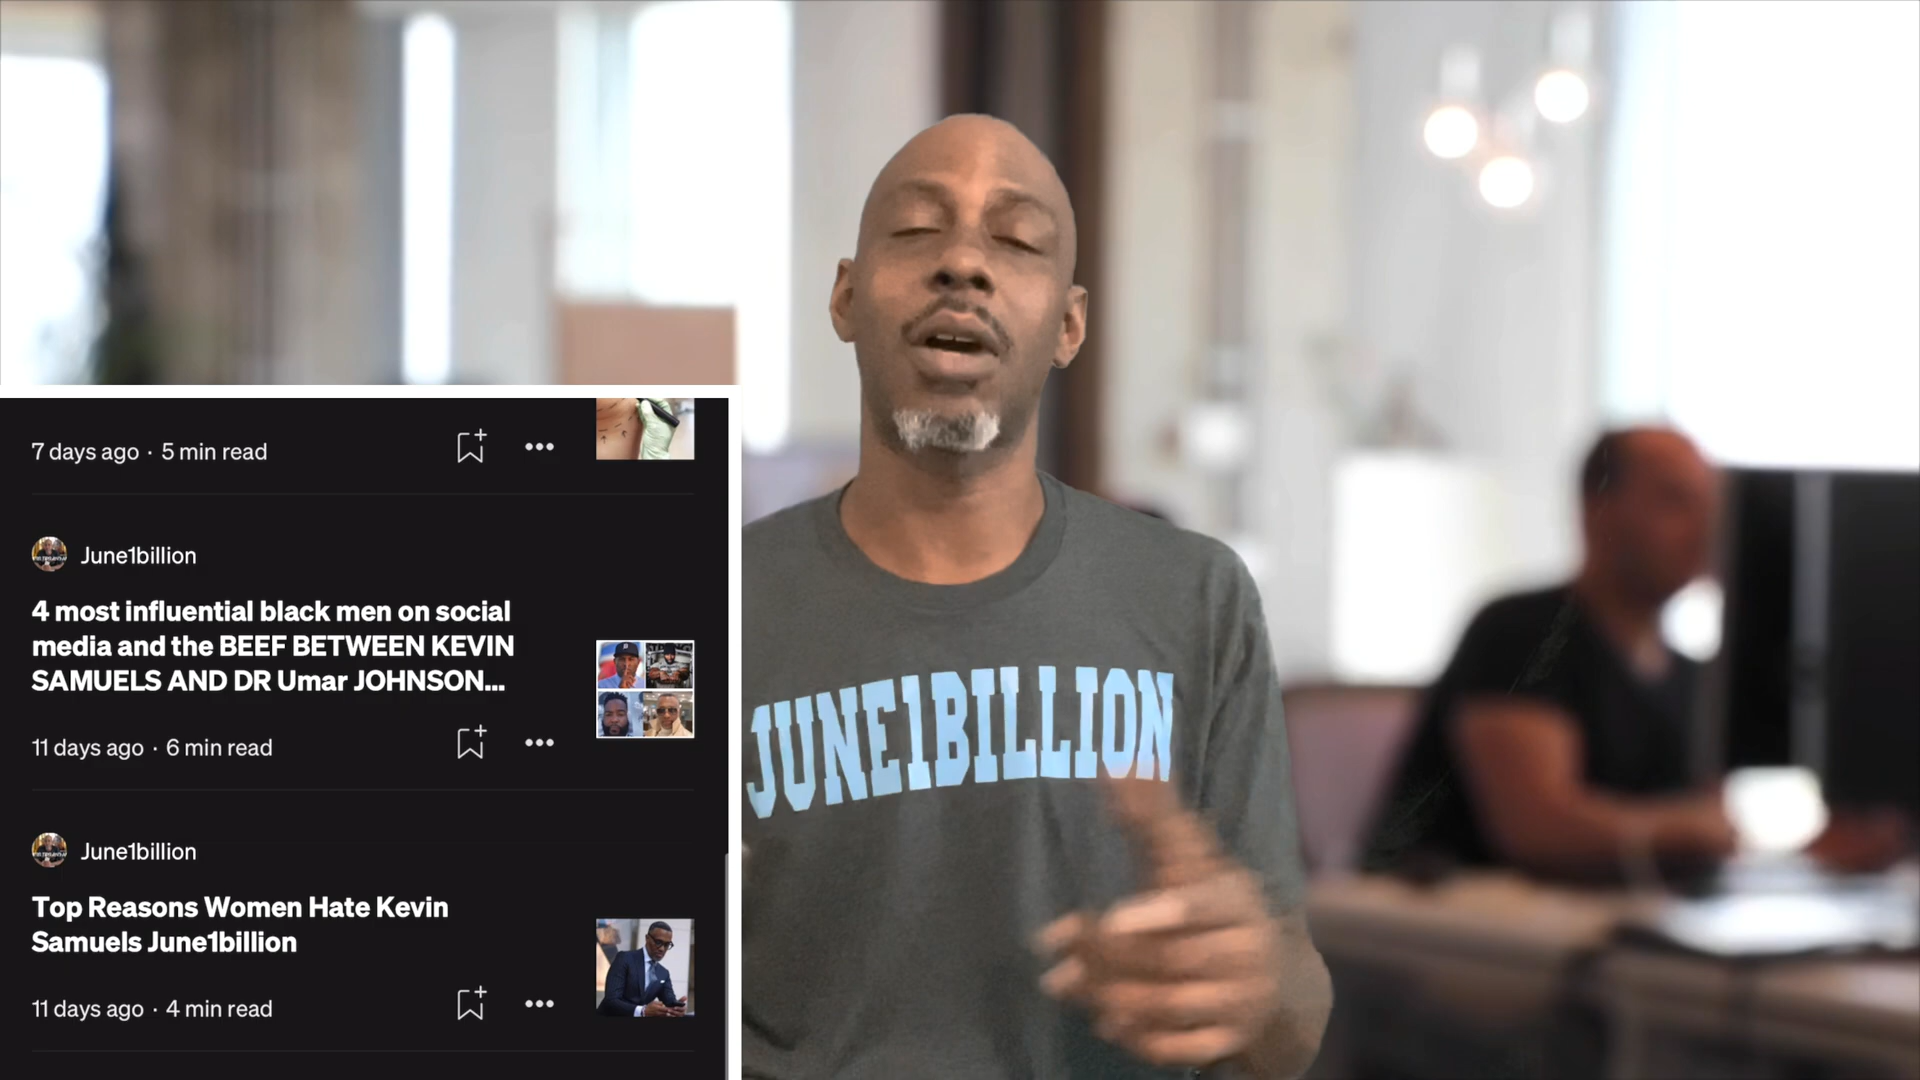 7 days ago · 5 min read
June1billion
4 most influential black men on social
media and the BEEF BETWEEN KEVIN
SAMUELS AND DR Umar JOHNSON...
11 days ago · 6 min read
June1billion
Top Reasons Women Hate Kevin
Samuels June1billion
11 days ago · 4 min read
JUNE1BILLION